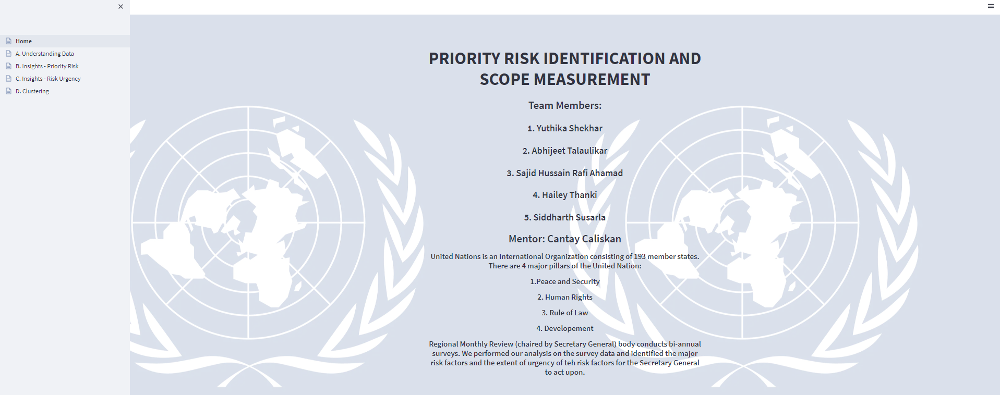 Home
A. Understanding Data
B. Insights - Priority Risk
C. Insights - Risk Urgency
D. Clustering
PRIORITY RISK IDENTIFICATION AND
SCOPE MEASUREMENT
Team Members:
1. Yuthika Shekhar
2. Abhijeet Talaulikar
3. Sajid Hussain Rafi Ahamad
4. Hailey Thanki
5. Siddharth Susarla
Mentor: Cantay Caliskan
United Nations is an International Organization consisting of 193 member states.
There are 4 major pillars of the United Nation:
1.Peace and Security
2. Human Rights
3. Rule of Law
4. Developement
Regional Monthly Review (chaired by Secretary General) body conducts bi-annual
surveys. We performed our analysis on the survey data and identified the major
risk factors and the extent of urgency of teh risk factors for the Secretary General
to act upon.